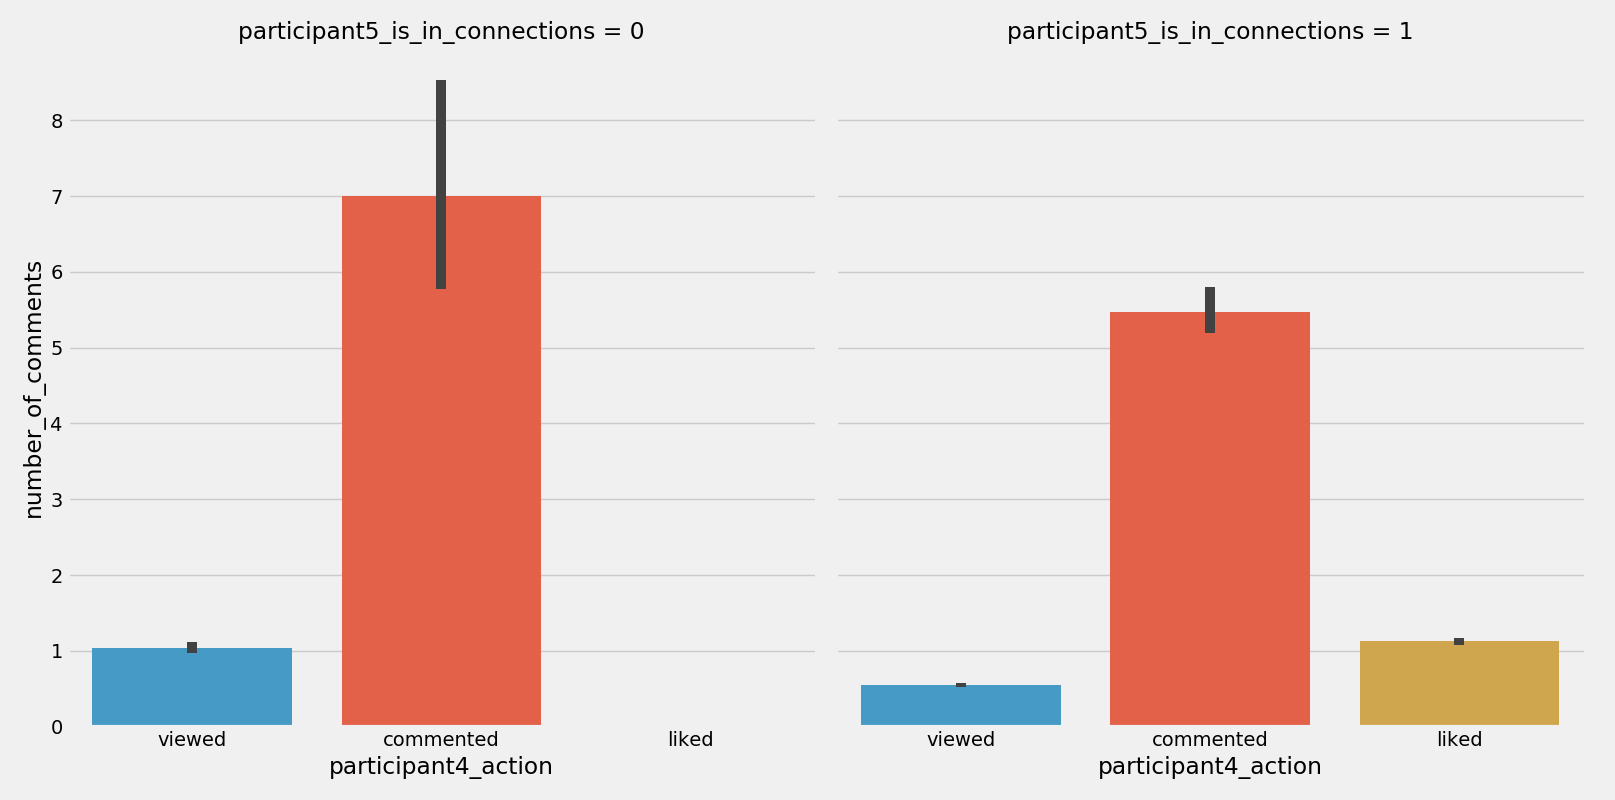 participant5_is_in_connections = 0
participant5_is_in_connections = 1
number_of_comments
8
7
6
5
4
3
2
1
0
viewed commented liked
viewed commented liked
participant4_action
participant4_action